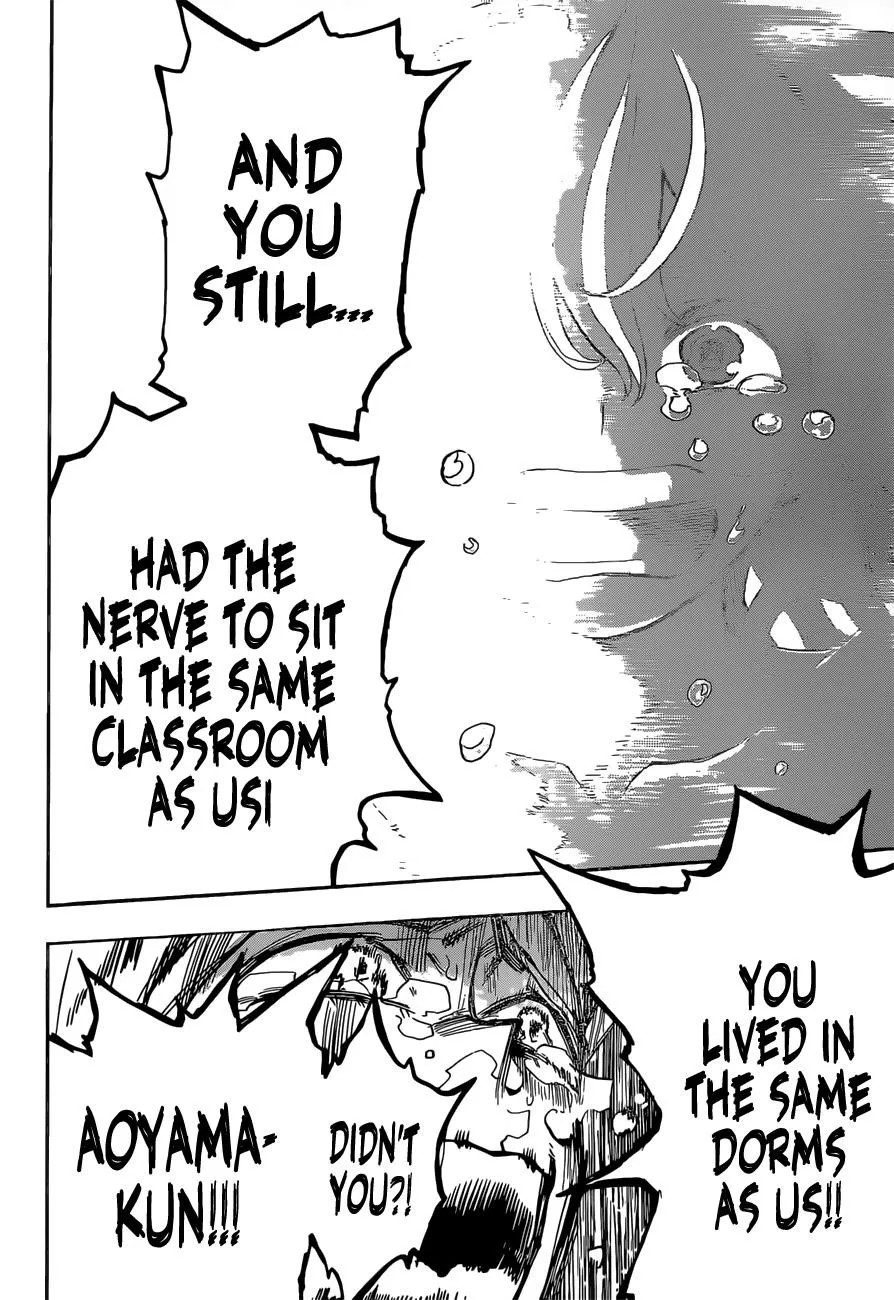 AND
YOU
STILL...
HAD THE
NERVE TO SIT
IN THE SAME
CLASSROOM
AS US!
YOU
LIVED IN
THE SAME
DORMS
AS US!!
DIDN'T
YOU?!
AOYAMA-
KUN!!!